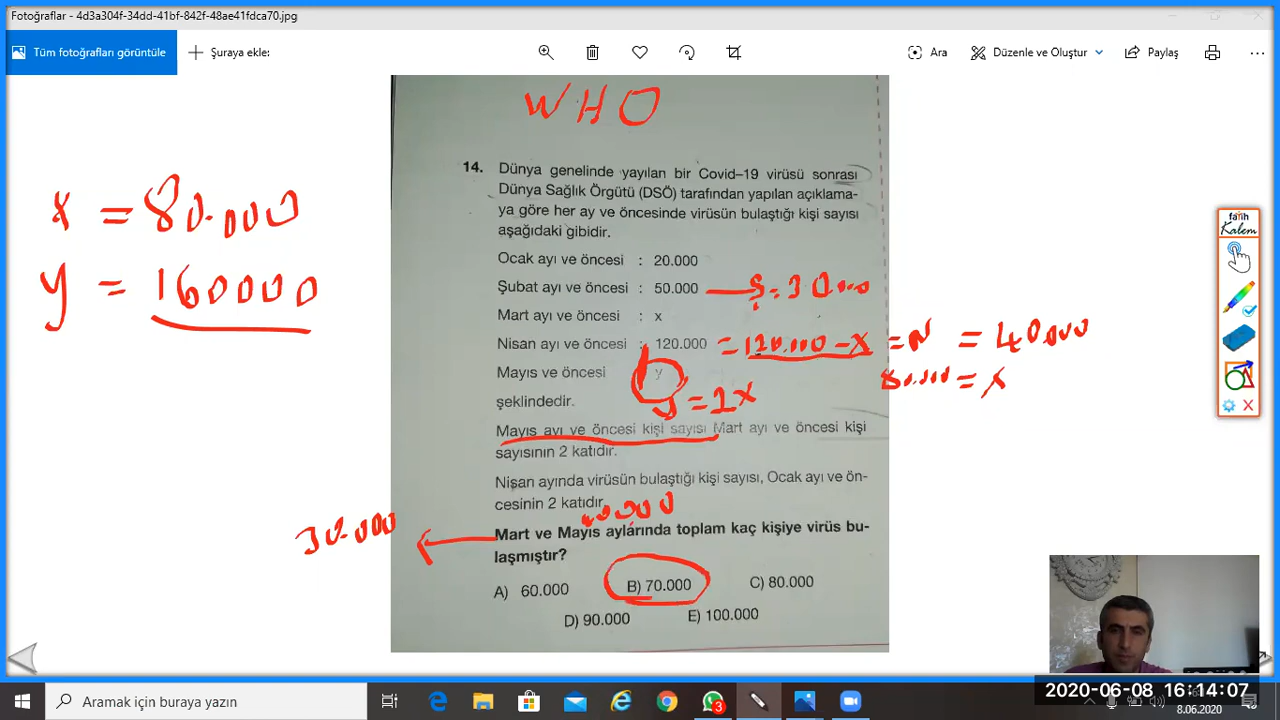 Fotoğraflar - 4d3a304f-34dd-41bf-842f-48ae41fdca70.jpg
Tüm fotoğrafları görüntüle
Şuraya ekle:
Ara
Düzenle ve Oluştur
Paylaş
WHO
14. Dünya genelinde yayılan bir Covid–19 virüsü sonrası
Dünya Sağlık Örgütü (DSÖ) tarafından yapılan açıklama-
ya göre her ay ve öncesinde virüsün bulaştığı kişi sayısı
aşağıdaki gibidir.
Ocak ayı ve öncesi : 20.000
Şubat ayı ve öncesi : 50.000 Ş = 30.000
Mart ayı ve öncesi : x
Nisan ayı ve öncesi : 120.000 = 120.000 - x = N = 40.000
80.000 = x
Mayıs ve öncesi y
y = 2x
şeklindedir.
Mayıs ayı ve öncesi kişi sayısı Mart ayı ve öncesi kişi
sayısının 2 katıdır.
Nisan ayında virüsün bulaştığı kişi sayısı, Ocak ayı ve ön-
cesinin 2 katıdır.
40000
Mart ve Mayıs aylarında toplam kaç kişiye virüs bu-
laşmıştır?
30.000
A) 60.000 B) 70.000 C) 80.000
D) 90.000 E) 100.000
x = 80.000
y = 160000
fatih
Kalem
2020-06-08 16:14:07
Aramak için buraya yazın
3
8.06.2020